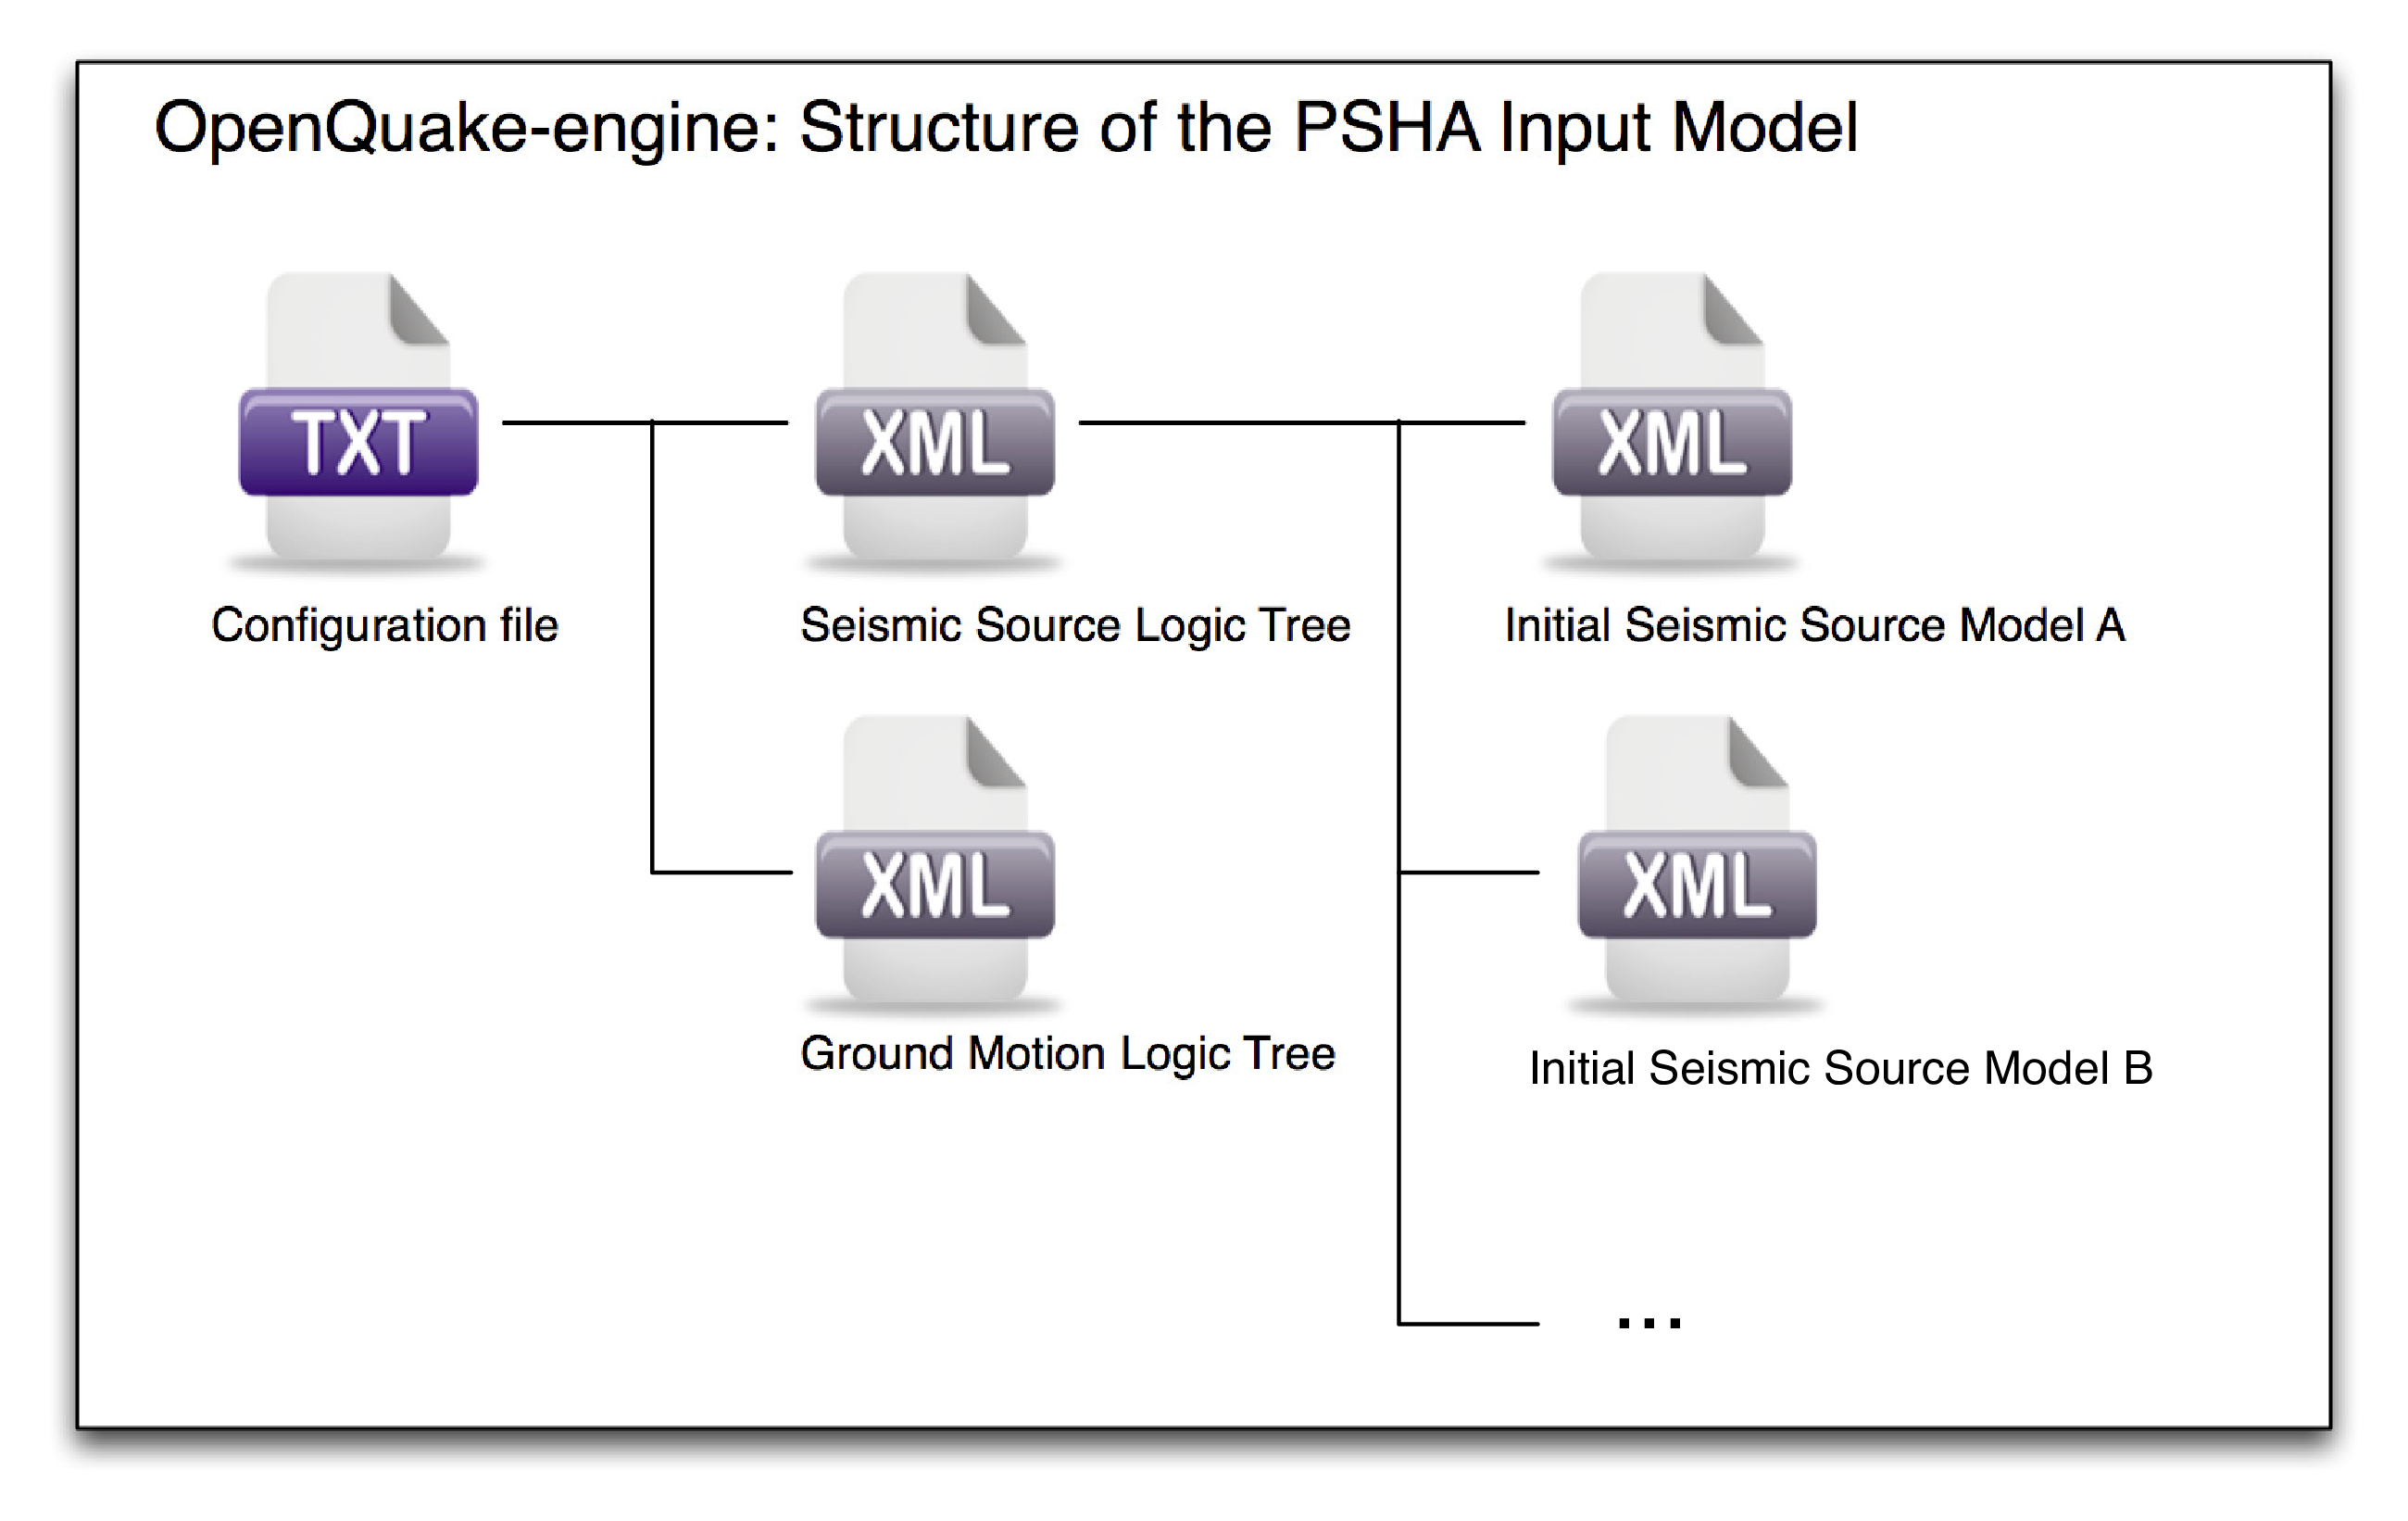 OpenQuake-engine: Structure of the PSHA Input Model
TXT
XML
XML
Configuration file
Seismic Source Logic Tree
Initial Seismic Source Model A
XML
XML
Ground Motion Logic Tree
Initial Seismic Source Model B
...